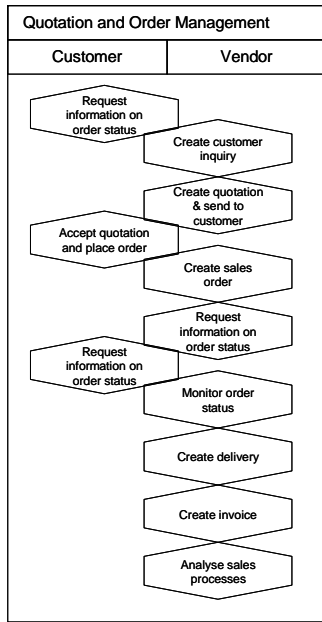 Quotation and Order Management
Customer
Vendor
Request
information on
order status
Create customer
inquiry
Create quotation
& send to
customer
Accept quotation
and place order
Create sales
order
Request
information on
order status
Request
information on
order status
Monitor order
status
Create delivery
Create invoice
Analyse sales
processes